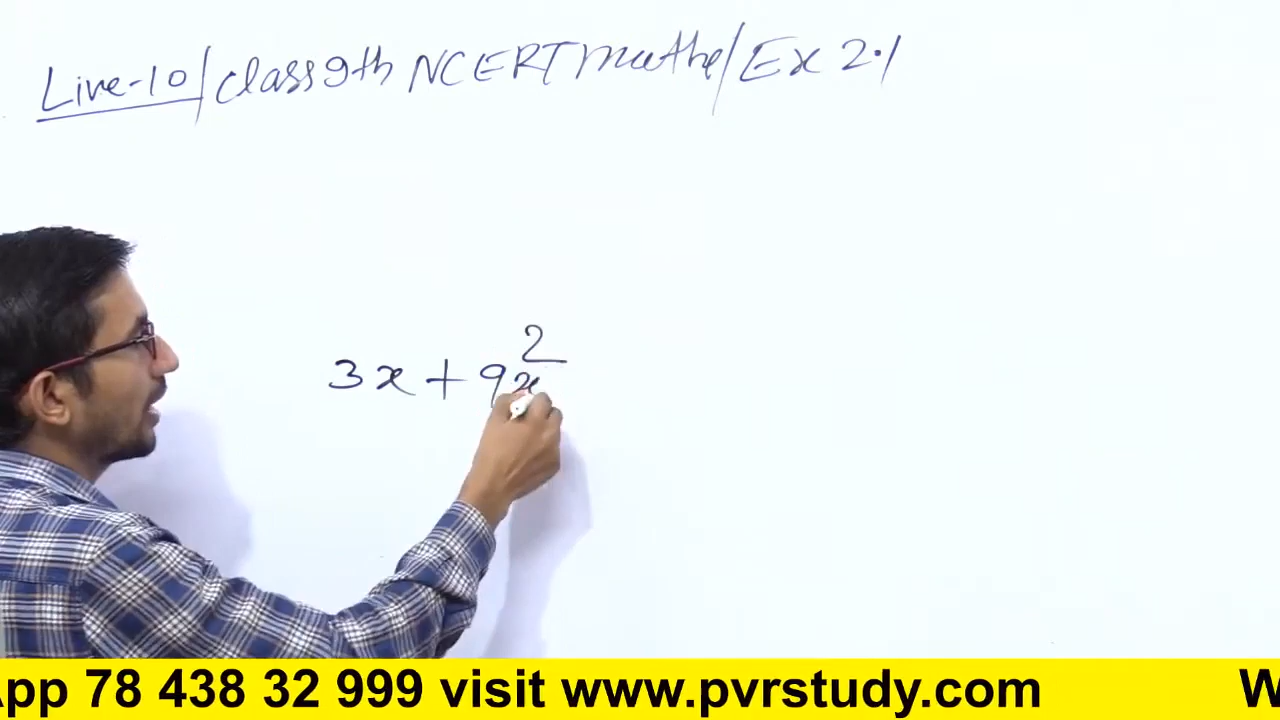 Live-10/class 9th NCERT maths/Ex 2.1
3x + 9x²
App 78 438 32 999 visit www.pvrstudy.com W